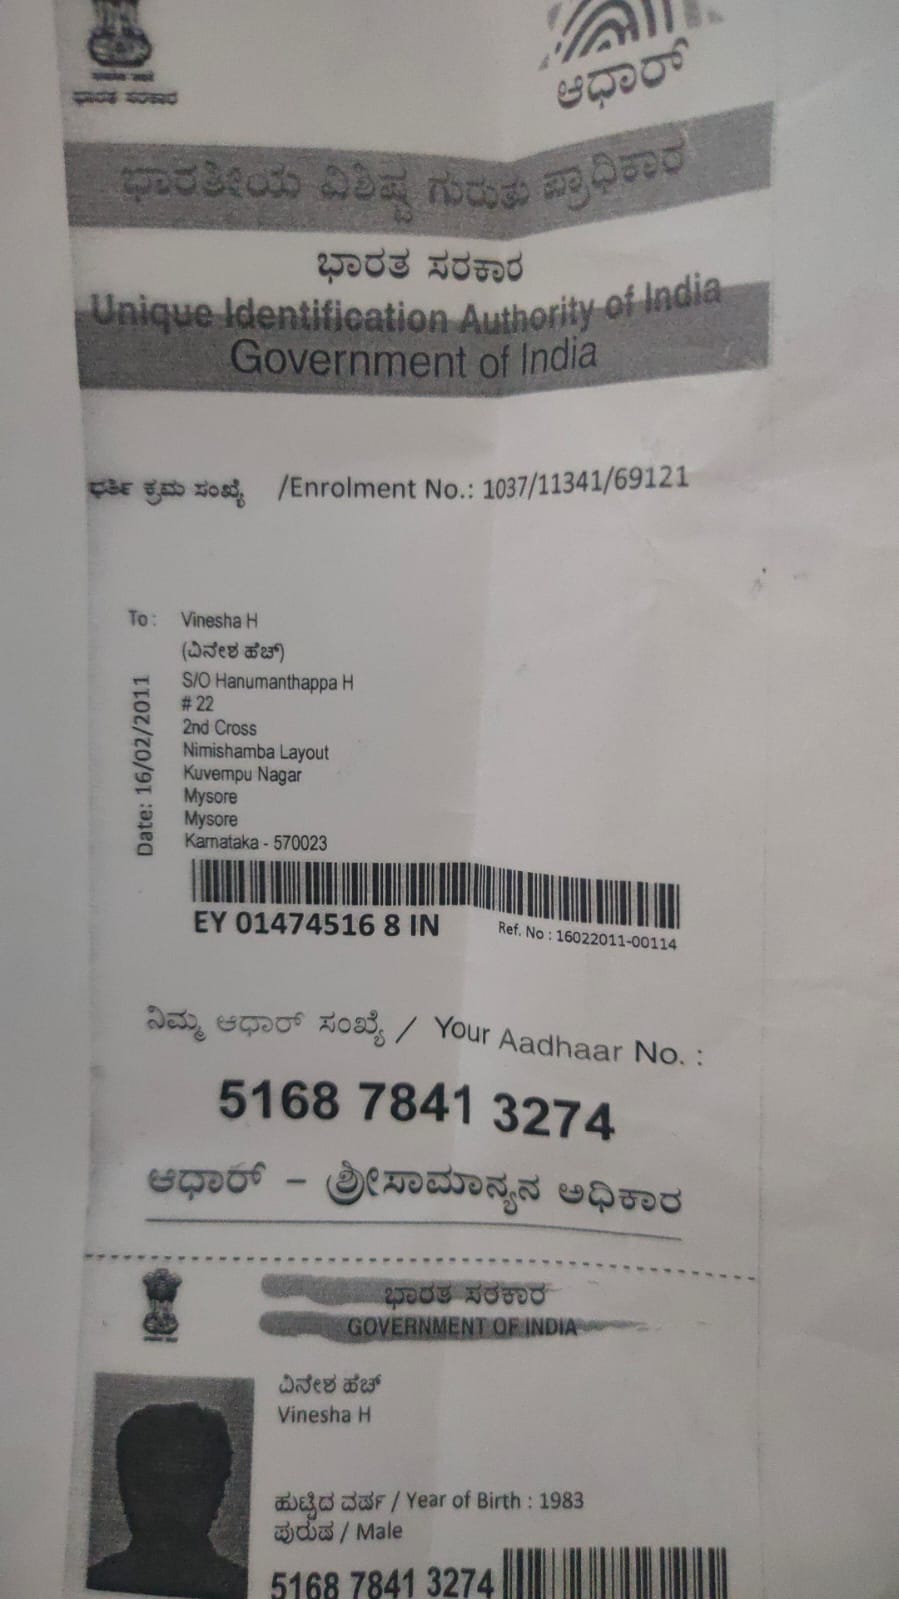 ಭಾರತ ಸರಕಾರ
ಆಧಾರ್
ಭಾರತೀಯ ವಿಶಿಷ್ಟ ಗುರುತು ಪ್ರಾಧಿಕಾರ
ಭಾರತ ಸರಕಾರ
Unique Identification Authority of India
Government of India
ಭರ್ತಿ ಕ್ರಮ ಸಂಖ್ಯೆ /Enrolment No.: 1037/11341/69121
To: Vinesha H
(ವಿನೇಶ ಹೆಚ್)
S/O Hanumanthappa H
# 22
2nd Cross
Nimishamba Layout
Kuvempu Nagar
Mysore
Mysore
Karnataka - 570023
Date: 16/02/2011
EY 01474516 8 IN
Ref. No : 16022011-00114
ನಿಮ್ಮ ಆಧಾರ್ ಸಂಖ್ಯೆ / Your Aadhaar No. :
5168 7841 3274
ಆಧಾರ್ – ಶ್ರೀಸಾಮಾನ್ಯನ ಅಧಿಕಾರ
ಭಾರತ ಸರಕಾರ
GOVERNMENT OF INDIA
ವಿನೇಶ ಹೆಚ್
Vinesha H
ಹುಟ್ಟಿದ ವರ್ಷ / Year of Birth : 1983
ಪುರುಷ / Male
5168 7841 3274